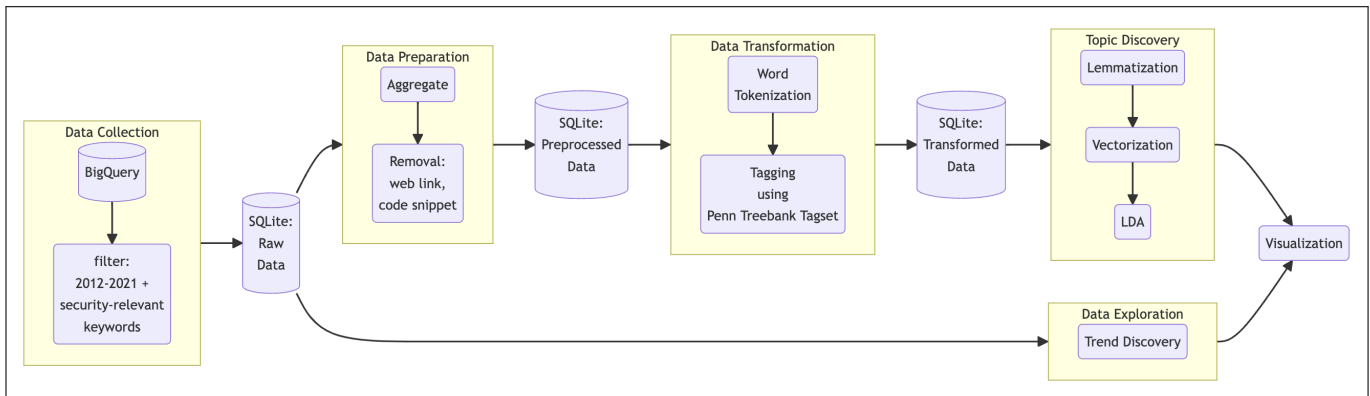 Data Collection
BigQuery
filter:
2012-2021 +
security-relevant
keywords
SQLite:
Raw
Data
Data Preparation
Aggregate
Removal:
web link,
code snippet
SQLite:
Preprocessed
Data
Data Transformation
Word
Tokenization
Tagging
using
Penn Treebank Tagset
SQLite:
Transformed
Data
Topic Discovery
Lemmatization
Vectorization
LDA
Data Exploration
Trend Discovery
Visualization